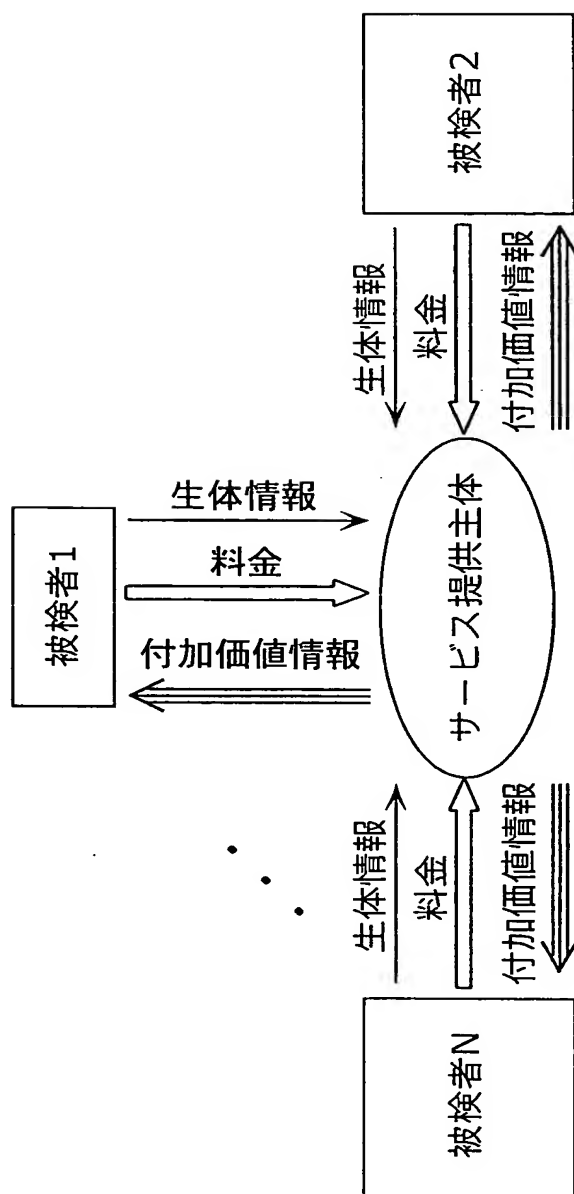 被検者1
生体情報
料金
付加価値情報
被検者2
生体情報
料金
付加価値情報
サービス提供主体
被検者N
生体情報
料金
付加価値情報